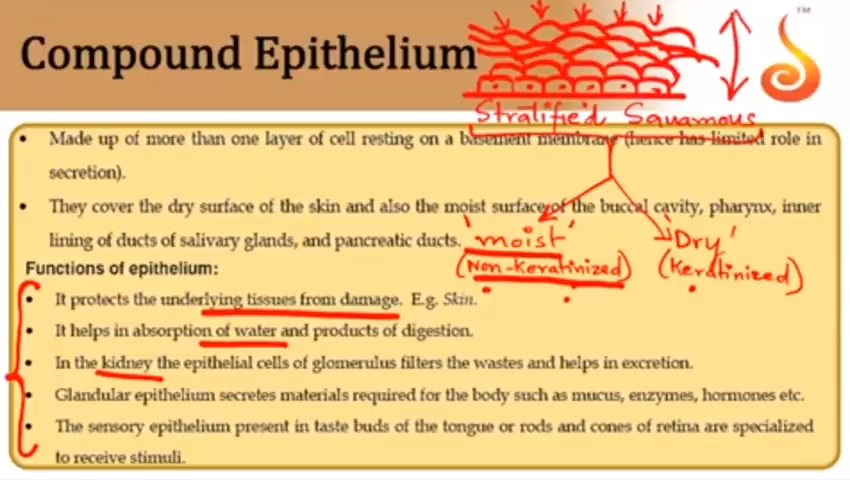 Compound Epithelium
TM
Stratified Squamous
• Made up of more than one layer of cell resting on a basement membrane (hence has limited role in
secretion).
• They cover the dry surface of the skin and also the moist surface of the buccal cavity, pharynx, inner
lining of ducts of salivary glands, and pancreatic ducts.
'moist' 'Dry'
(Non-keratinized) (Keratinized)
Functions of epithelium:
• It protects the underlying tissues from damage. E.g. Skin.
• It helps in absorption of water and products of digestion.
• In the kidney the epithelial cells of glomerulus filters the wastes and helps in excretion.
• Glandular epithelium secretes materials required for the body such as mucus, enzymes, hormones etc.
• The sensory epithelium present in taste buds of the tongue or rods and cones of retina are specialized
to receive stimuli.